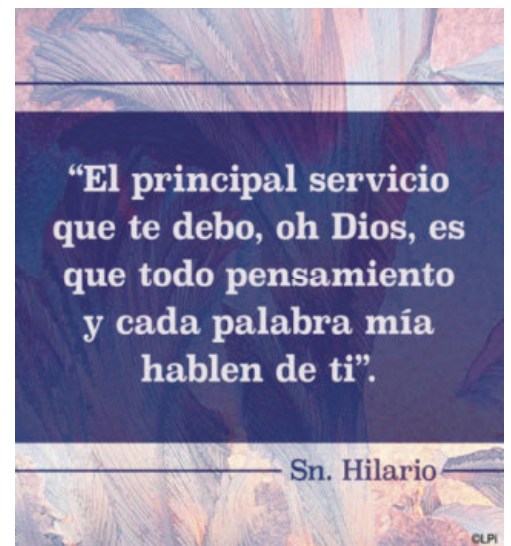 “El principal servicio
que te debo, oh Dios, es
que todo pensamiento
y cada palabra mía
hablen de ti”.
Sn. Hilario
©LPi